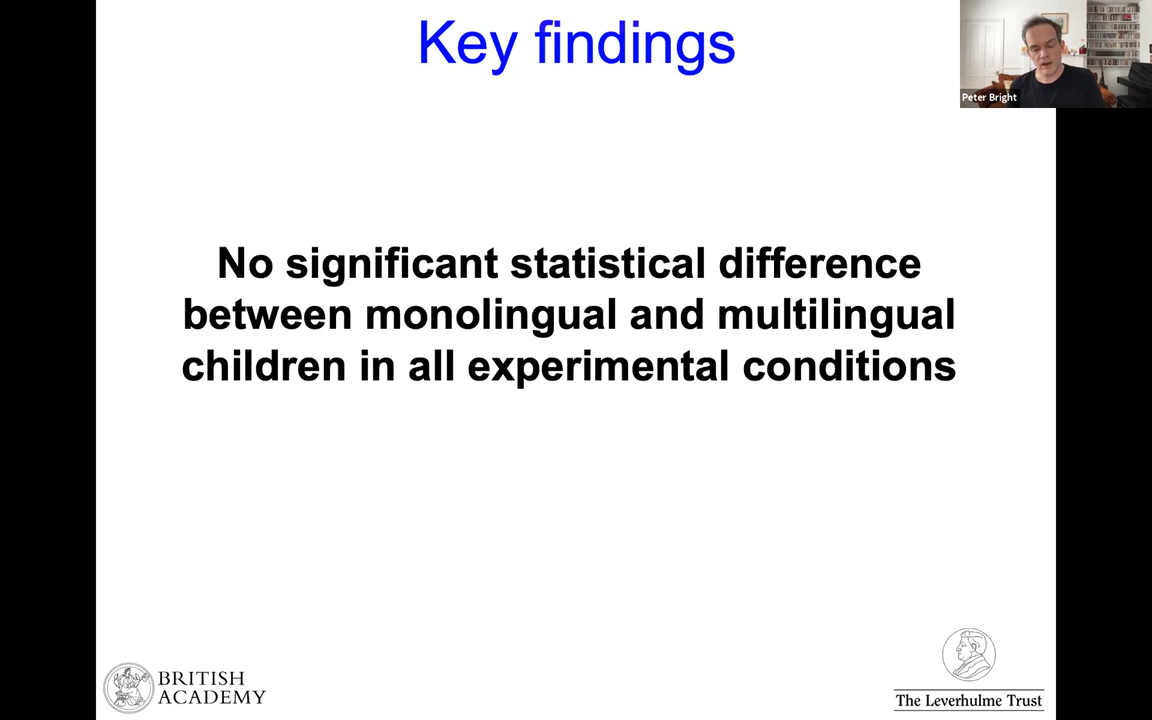 Key findings
Peter Bright
No significant statistical difference
between monolingual and multilingual
children in all experimental conditions
BRITISH
ACADEMY
The Leverhulme Trust